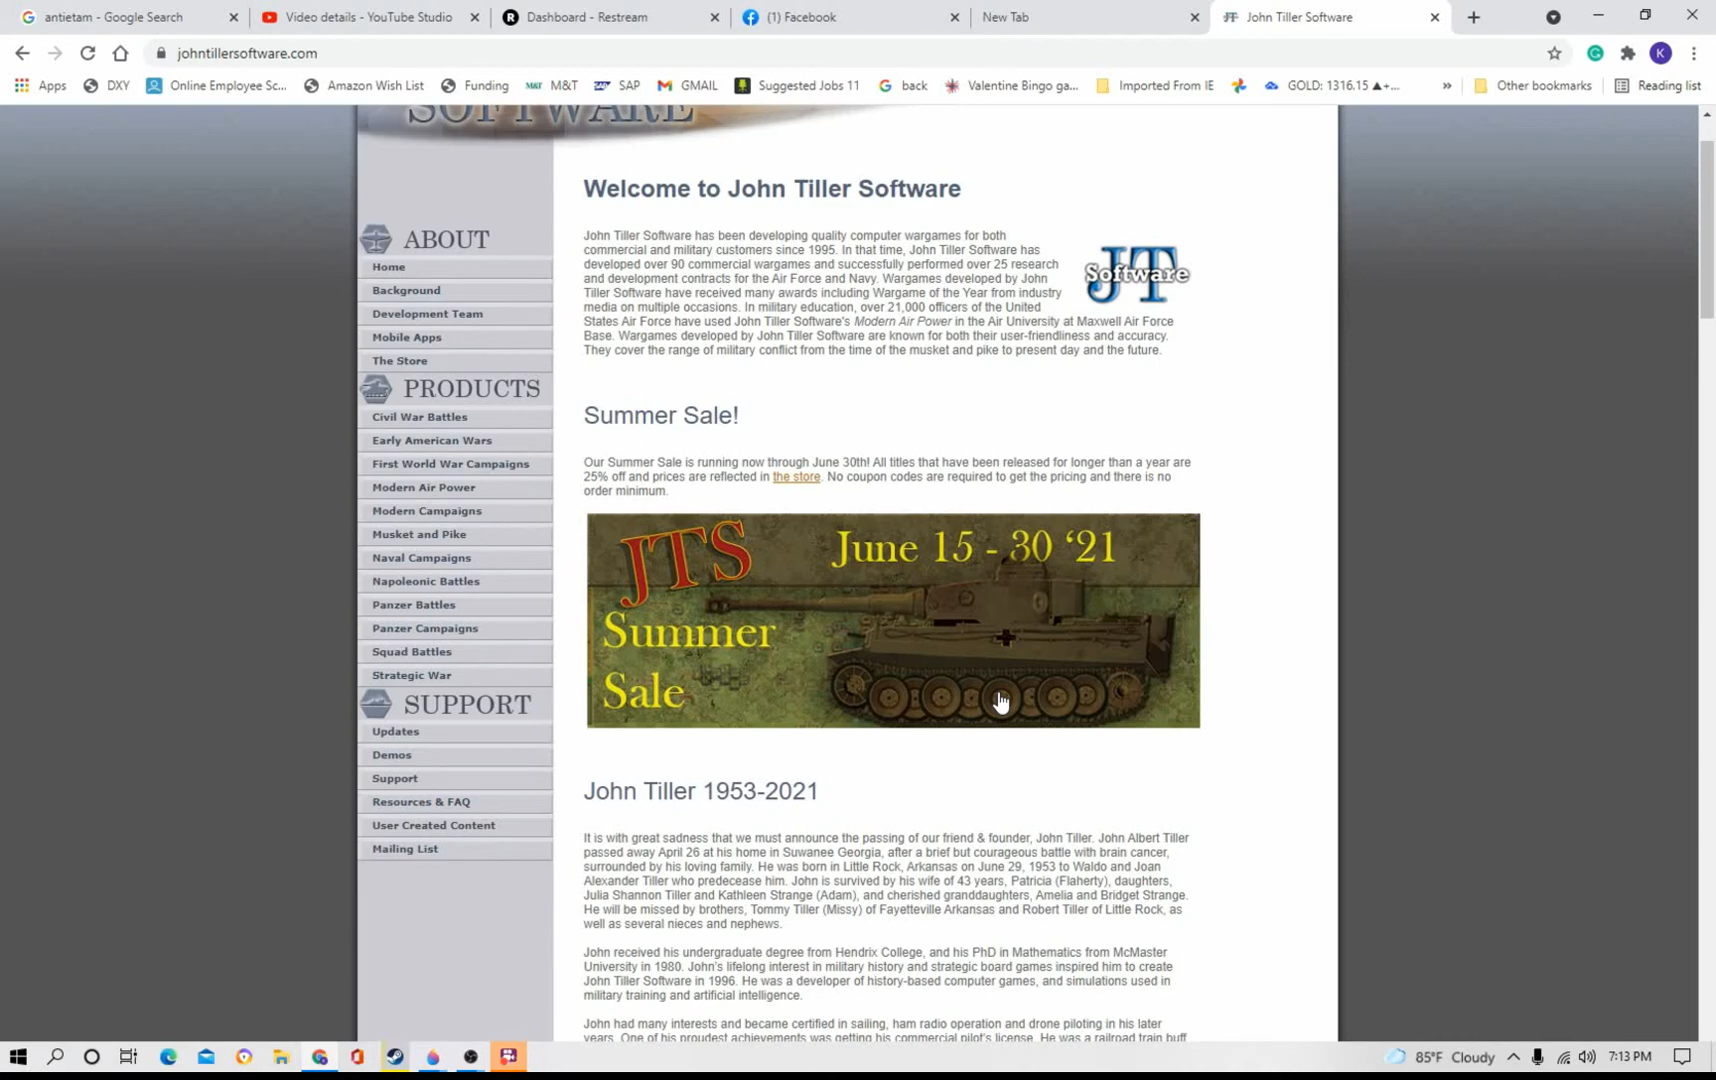 antietam - Google Search
Video details - YouTube Studio
Dashboard - Restream
(1) Facebook
New Tab
John Tiller Software
johntillersoftware.com
K
Apps
DXY
Online Employee Sc...
Amazon Wish List
Funding
M&T
SAP
GMAIL
Suggested Jobs 11
back
Valentine Bingo ga...
Imported From IE
GOLD: 1316.15 ▲+...
Other bookmarks
Reading list
SOFTWARE
ABOUT
Home
Background
Development Team
Mobile Apps
The Store
PRODUCTS
Civil War Battles
Early American Wars
First World War Campaigns
Modern Air Power
Modern Campaigns
Musket and Pike
Naval Campaigns
Napoleonic Battles
Panzer Battles
Panzer Campaigns
Squad Battles
Strategic War
SUPPORT
Updates
Demos
Support
Resources & FAQ
User Created Content
Mailing List
Welcome to John Tiller Software
John Tiller Software has been developing quality computer wargames for both
commercial and military customers since 1995. In that time, John Tiller Software has
developed over 90 commercial wargames and successfully performed over 25 research
and development contracts for the Air Force and Navy. Wargames developed by John
Tiller Software have received many awards including Wargame of the Year from industry
media on multiple occasions. In military education, over 21,000 officers of the United
States Air Force have used John Tiller Software's Modern Air Power in the Air University at Maxwell Air Force
Base. Wargames developed by John Tiller Software are known for both their user-friendliness and accuracy.
They cover the range of military conflict from the time of the musket and pike to present day and the future.
JT
Software
Summer Sale!
Our Summer Sale is running now through June 30th! All titles that have been released for longer than a year are
25% off and prices are reflected in the store. No coupon codes are required to get the pricing and there is no
order minimum.
JTS
June 15 - 30 ‘21
Summer
Sale
John Tiller 1953-2021
It is with great sadness that we must announce the passing of our friend & founder, John Tiller. John Albert Tiller
passed away April 26 at his home in Suwanee Georgia, after a brief but courageous battle with brain cancer,
surrounded by his loving family. He was born in Little Rock, Arkansas on June 29, 1953 to Waldo and Joan
Alexander Tiller who predecease him. John is survived by his wife of 43 years, Patricia (Flaherty), daughters,
Julia Shannon Tiller and Kathleen Strange (Adam), and cherished granddaughters, Amelia and Bridget Strange.
He will be missed by brothers, Tommy Tiller (Missy) of Fayetteville Arkansas and Robert Tiller of Little Rock, as
well as several nieces and nephews.
John received his undergraduate degree from Hendrix College, and his PhD in Mathematics from McMaster
University in 1980. John's lifelong interest in military history and strategic board games inspired him to create
John Tiller Software in 1996. He was a developer of history-based computer games, and simulations used in
military training and artificial intelligence.
John had many interests and became certified in sailing, ham radio operation and drone piloting in his later
years. One of his proudest achievements was getting his commercial pilot's license. He was a railroad train buff
85°F Cloudy
7:13 PM